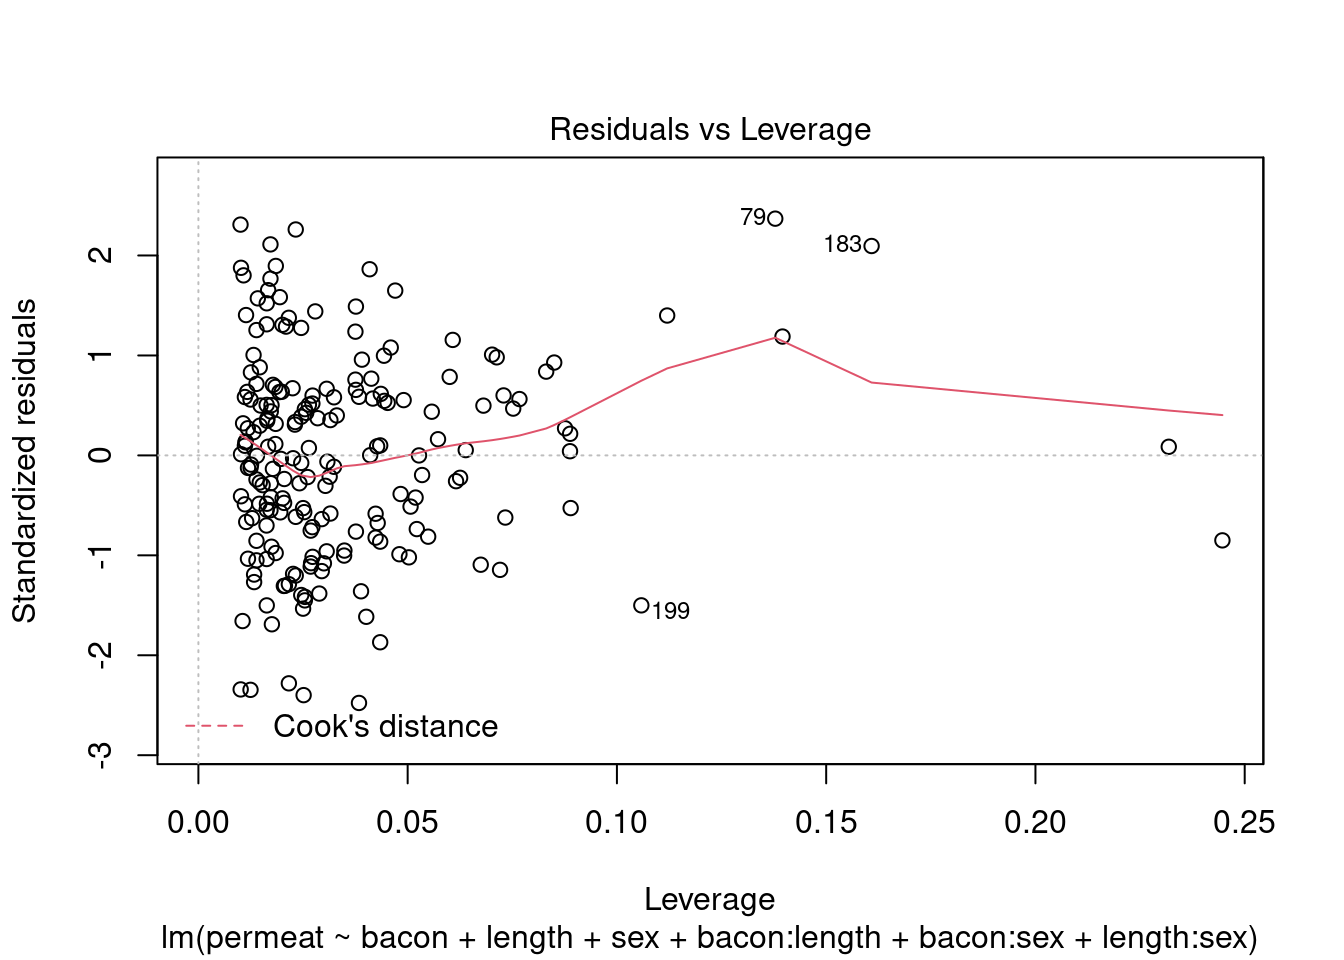 Residuals vs Leverage
Standardized residuals
2
1
0
-1
-2
-3
79
183
199
Cook's distance
0.00 0.05 0.10 0.15 0.20 0.25
Leverage
lm(permeat ~ bacon + length + sex + bacon:length + bacon:sex + length:sex)